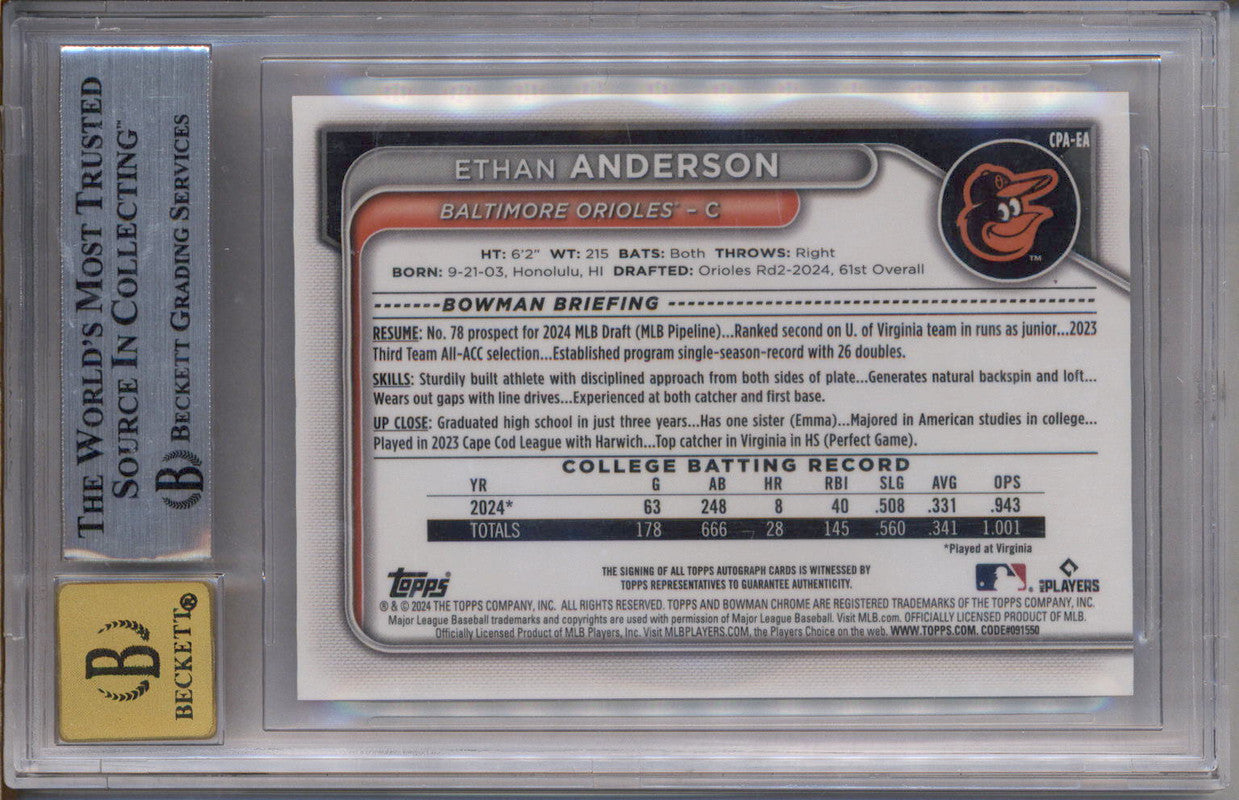 THE WORLD'S MOST TRUSTED
SOURCE IN COLLECTING™
B BECKETT GRADING SERVICES
B
BECKETT®
CPA-EA
ETHAN ANDERSON
BALTIMORE ORIOLES® – C
TM
HT: 6'2" WT: 215 BATS: Both THROWS: Right
BORN: 9-21-03, Honolulu, HI DRAFTED: Orioles Rd2-2024, 61st Overall
BOWMAN BRIEFING
RESUME: No. 78 prospect for 2024 MLB Draft (MLB Pipeline)...Ranked second on U. of Virginia team in runs as junior...2023
Third Team All-ACC selection...Established program single-season-record with 26 doubles.
SKILLS: Sturdily built athlete with disciplined approach from both sides of plate...Generates natural backspin and loft...
Wears out gaps with line drives...Experienced at both catcher and first base.
UP CLOSE: Graduated high school in just three years...Has one sister (Emma)...Majored in American studies in college...
Played in 2023 Cape Cod League with Harwich...Top catcher in Virginia in HS (Perfect Game).
COLLEGE BATTING RECORD
YR G AB HR RBI SLG AVG OPS
2024* 63 248 8 40 .508 .331 .943
TOTALS 178 666 28 145 .560 .341 1.001
*Played at Virginia
topps®
THE SIGNING OF ALL TOPPS AUTOGRAPH CARDS IS WITNESSED BY
TOPPS REPRESENTATIVES TO GUARANTEE AUTHENTICITY.
MLB PLAYERS
® & © 2024 THE TOPPS COMPANY, INC. ALL RIGHTS RESERVED. TOPPS AND BOWMAN CHROME ARE REGISTERED TRADEMARKS OF THE TOPPS COMPANY, INC.
Major League Baseball trademarks and copyrights are used with permission of Major League Baseball. Visit MLB.com. OFFICIALLY LICENSED PRODUCT OF MLB.
Officially Licensed Product of MLB Players, Inc. Visit MLBPLAYERS.COM, the Players Choice on the web. WWW.TOPPS.COM. CODE#091550